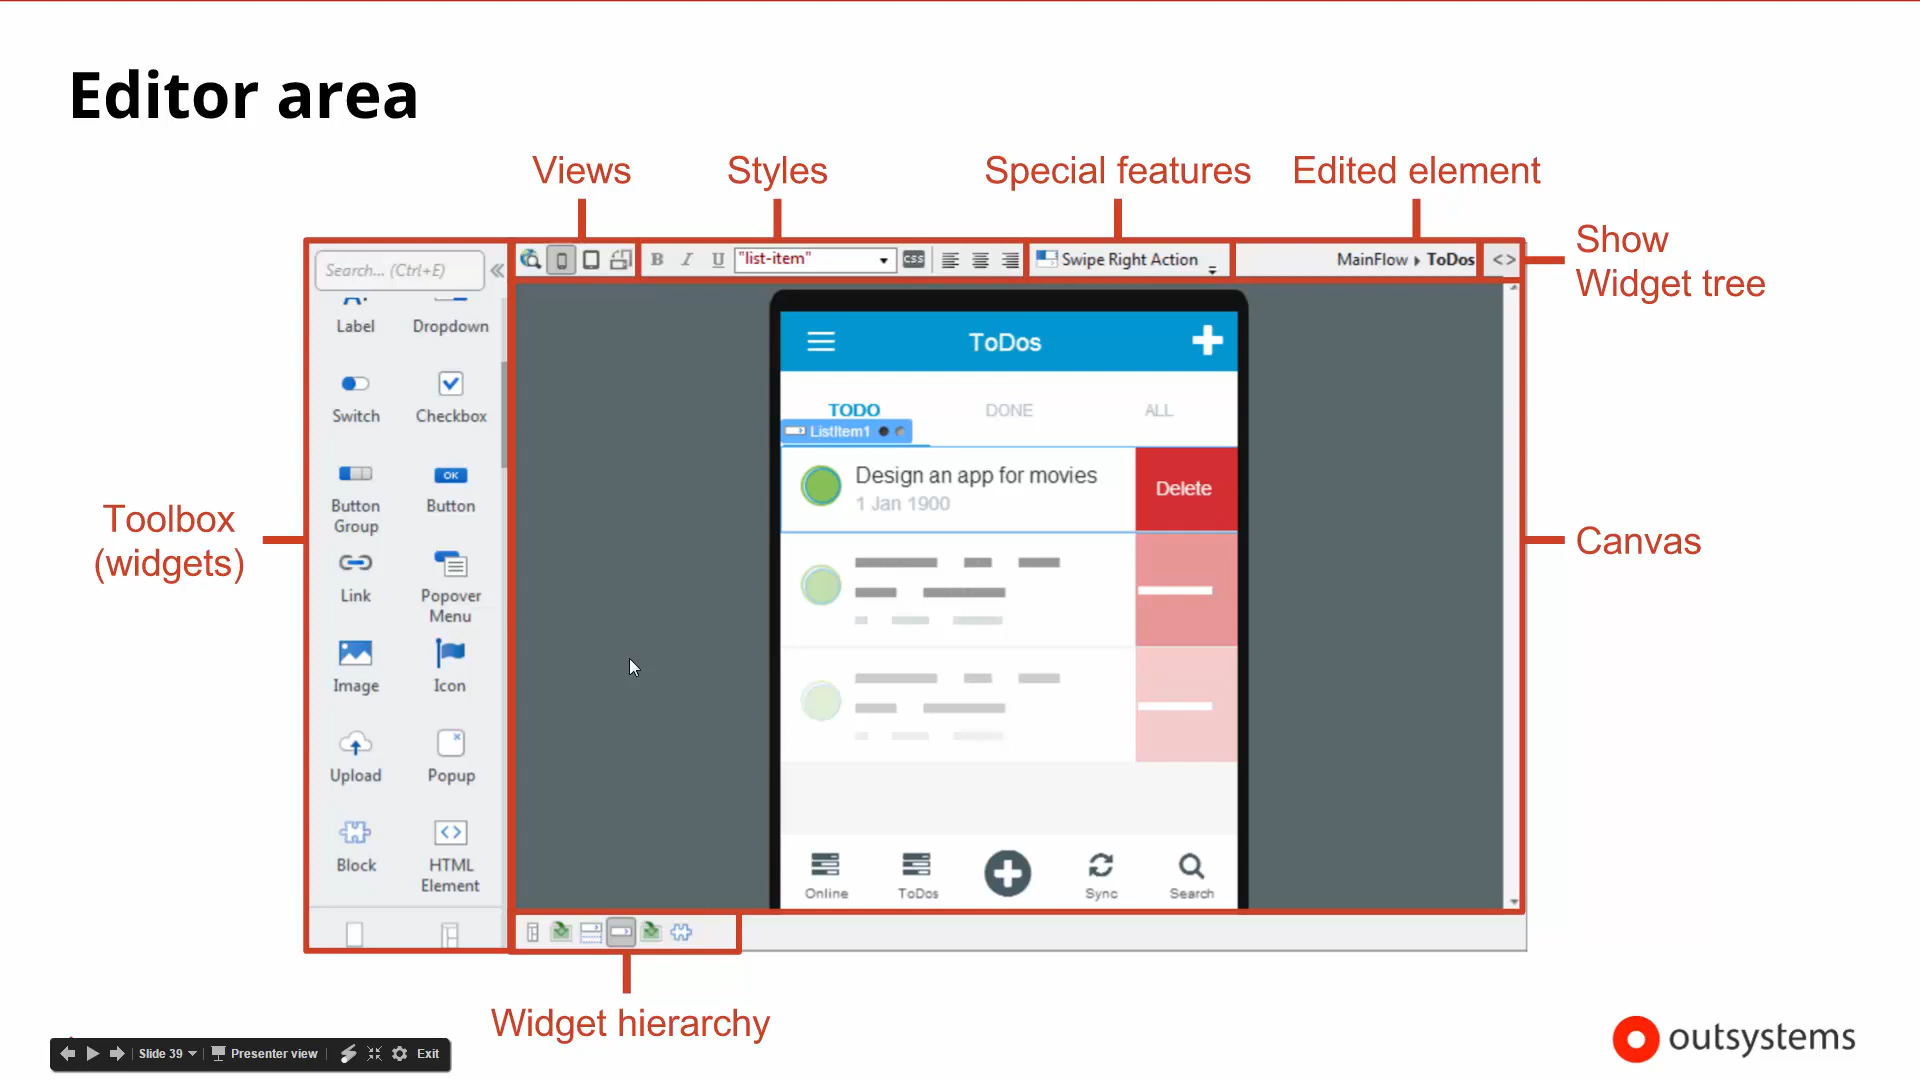 Editor area
Views
Styles
Special features
Edited element
Show
Widget tree
Search... (Ctrl+E)
B I U
"list-item"
CSS
Swipe Right Action
MainFlow
ToDos
<>
Label
Dropdown
Switch
Checkbox
Button
Group
OK
Button
Link
Popover
Menu
Image
Icon
Upload
Popup
Block
HTML
Element
Toolbox
(widgets)
ToDos
TODO
DONE
ALL
ListItem1
Design an app for movies
1 Jan 1900
Delete
Online
ToDos
Sync
Search
Canvas
Widget hierarchy
Slide 39
Presenter view
Exit
outsystems